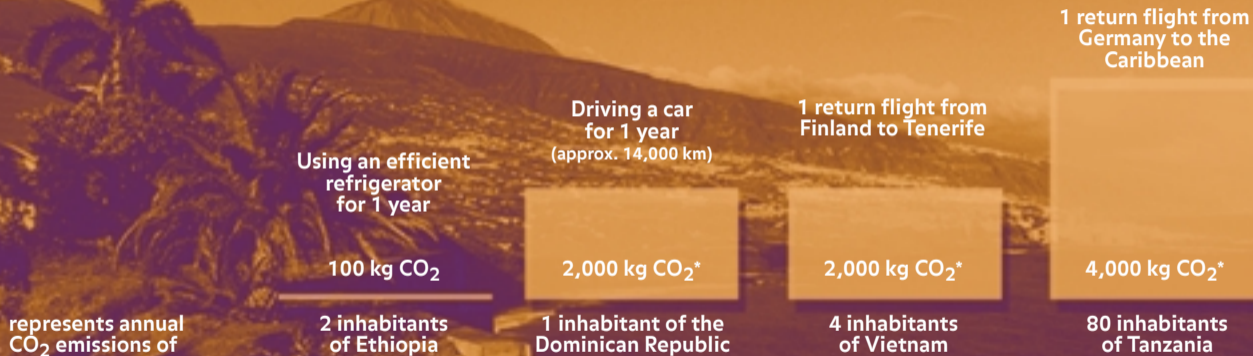 Using an efficient
refrigerator
for 1 year
100 kg CO₂
2 inhabitants
of Ethiopia
Driving a car
for 1 year
(approx. 14,000 km)
2,000 kg CO₂*
1 inhabitant of the
Dominican Republic
1 return flight from
Finland to Tenerife
2,000 kg CO₂*
4 inhabitants
of Vietnam
1 return flight from
Germany to the
Caribbean
4,000 kg CO₂*
80 inhabitants
of Tanzania
represents annual
CO₂ emissions of